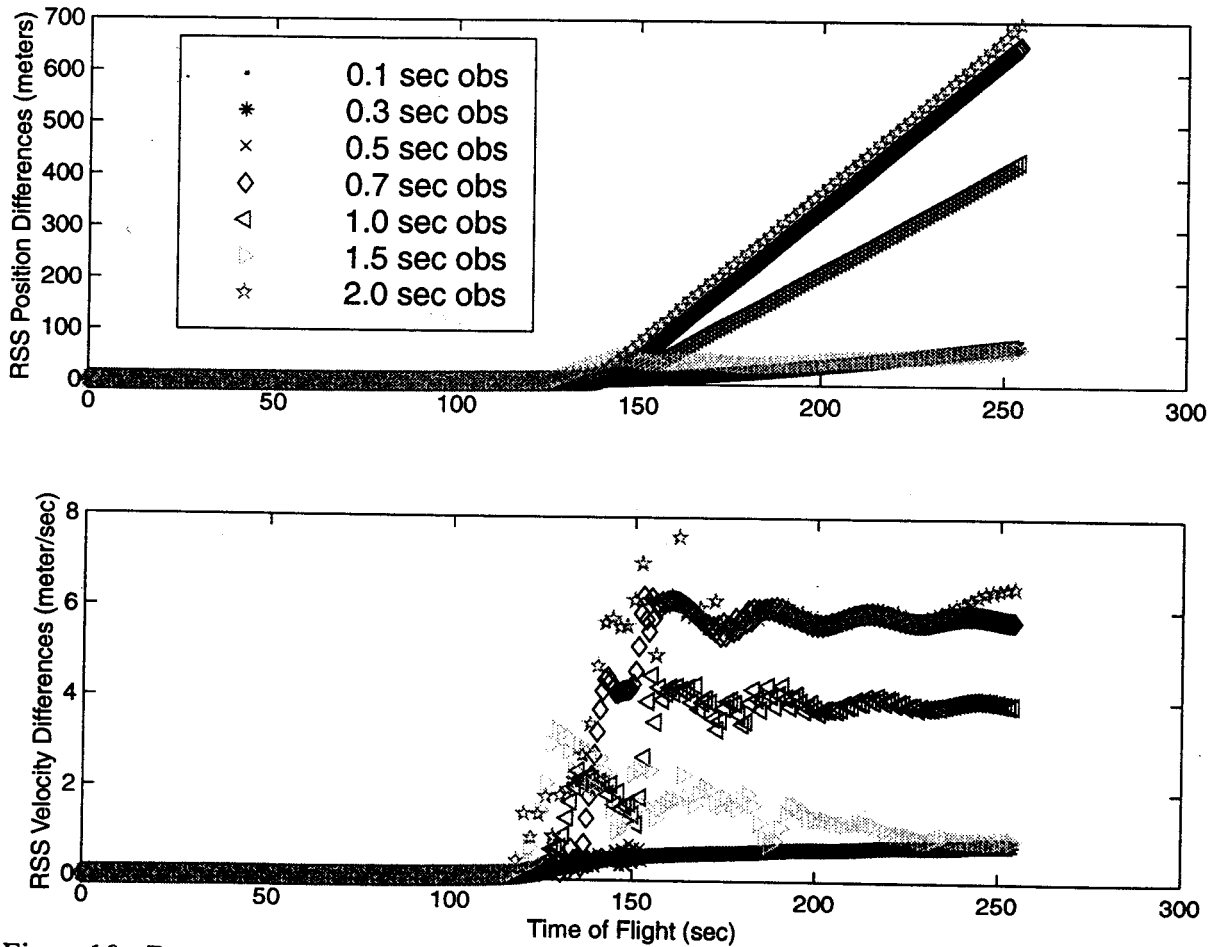 700
600
500
400
300
200
100
0
RSS Position Differences (meters)
0.1 sec obs
0.3 sec obs
0.5 sec obs
0.7 sec obs
1.0 sec obs
1.5 sec obs
2.0 sec obs
0 50 100 150 200 250 300
8
6
4
2
0
RSS Velocity Differences (meter/sec)
0 50 100 150 200 250 300
Time of Flight (sec)